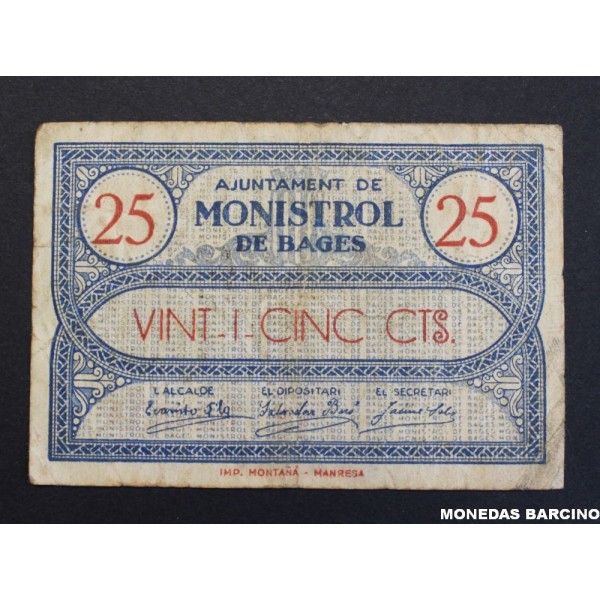 AJUNTAMENT DE
25 MONISTROL 25
DE BAGES
VINT-I-CINC CTS.
L'ALCALDE EL DIPOSITARI EL SECRETARI
IMP. MONTAÑÁ - MANRESA
MONEDAS BARCINO